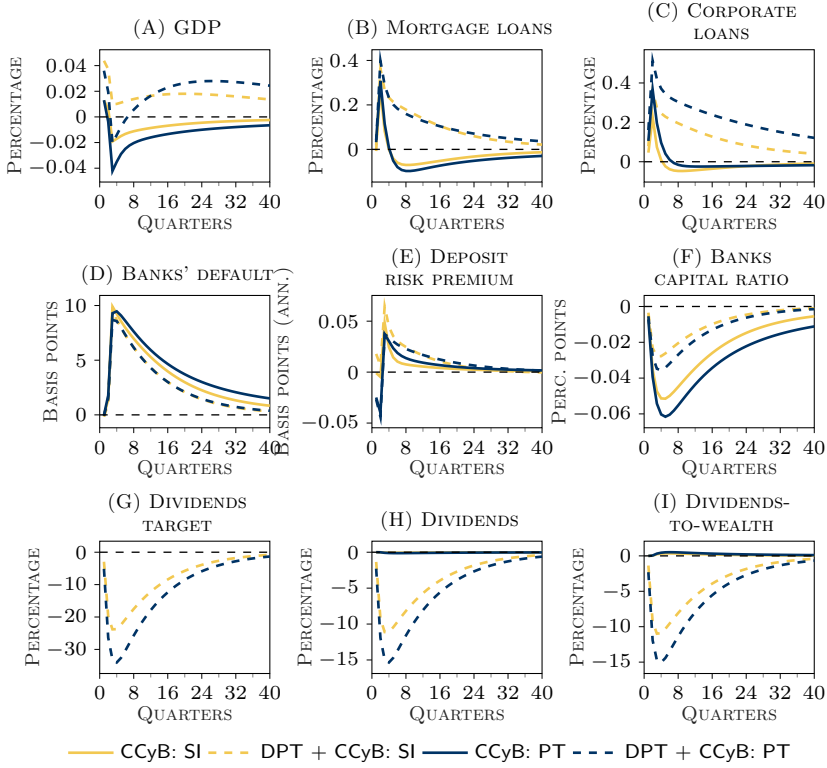 (A) GDP
(B) Mortgage loans
(C) Corporate
loans
Percentage
0.04
0.02
0
−0.02
−0.04
0 8 16 24 32 40
Quarters
Percentage
0.4
0.2
0
0 8 16 24 32 40
Quarters
Percentage
0.4
0.2
0
0 8 16 24 32 40
Quarters
(D) Banks' default
(E) Deposit
risk premium
(F) Banks
capital ratio
Basis points
10
5
0
0 8 16 24 32 40
Quarters
Basis points (ann.)
0.05
0
−0.05
0 8 16 24 32 40
Quarters
Perc. points
0
−0.02
−0.04
−0.06
0 8 16 24 32 40
Quarters
(G) Dividends
target
(H) Dividends
(I) Dividends-
to-wealth
Percentage
0
−10
−20
−30
0 8 16 24 32 40
Quarters
Percentage
0
−5
−10
−15
0 8 16 24 32 40
Quarters
Percentage
0
−5
−10
−15
0 8 16 24 32 40
Quarters
CCyB: SI DPT + CCyB: SI CCyB: PT DPT + CCyB: PT